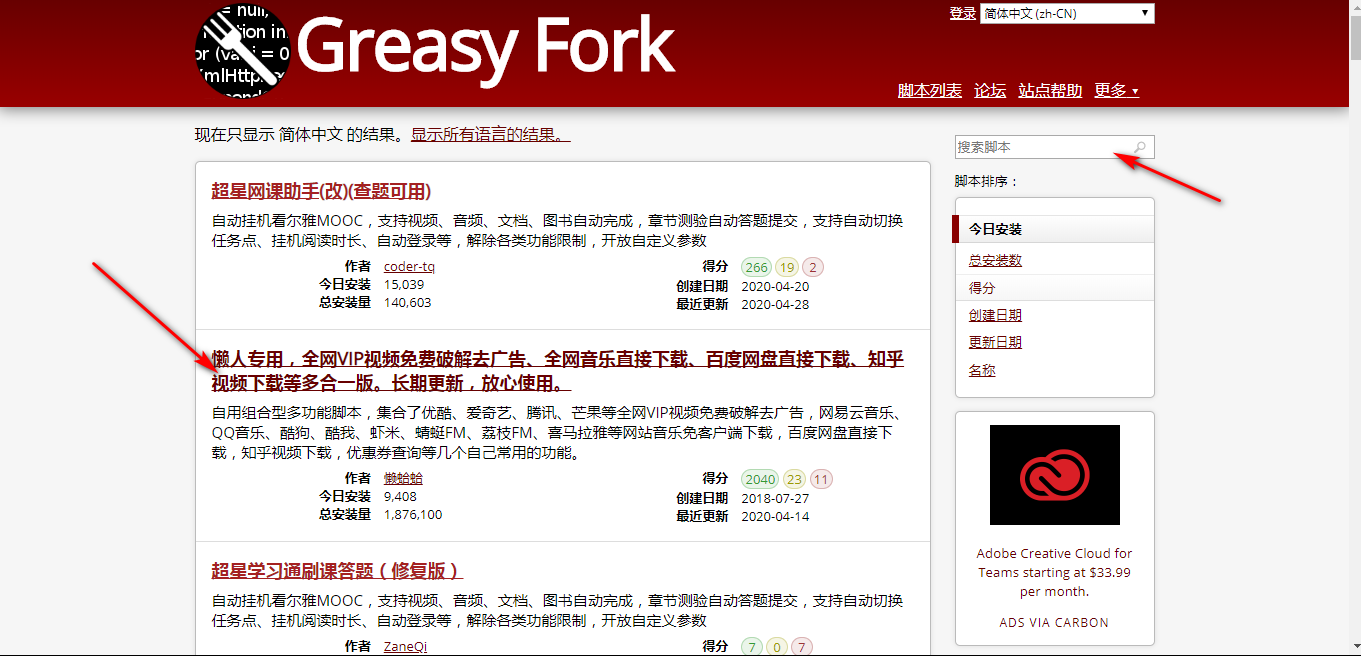 = null,
tion in
or (va i = 0
XmlHttp
cond
Greasy Fork
登录 简体中文 (zh-CN)
脚本列表 论坛 站点帮助 更多
现在只显示 简体中文 的结果。显示所有语言的结果。
超星网课助手(改)(查题可用)
自动挂机看尔雅MOOC，支持视频、音频、文档、图书自动完成，章节测验自动答题提交，支持自动切换
任务点、挂机阅读时长、自动登录等，解除各类功能限制，开放自定义参数
作者 coder-tq 得分 266 19 2
今日安装 15,039 创建日期 2020-04-20
总安装量 140,603 最近更新 2020-04-28
懒人专用，全网VIP视频免费破解去广告、全网音乐直接下载、百度网盘直接下载、知乎
视频下载等多合一版。长期更新，放心使用。
自用组合型多功能脚本，集合了优酷、爱奇艺、腾讯、芒果等全网VIP视频免费破解去广告，网易云音乐、
QQ音乐、酷狗、酷我、虾米、蜻蜓FM、荔枝FM、喜马拉雅等网站音乐免客户端下载，百度网盘直接下
载，知乎视频下载，优惠券查询等几个自己常用的功能。
作者 懒蛤蛤 得分 2040 23 11
今日安装 9,408 创建日期 2018-07-27
总安装量 1,876,100 最近更新 2020-04-14
超星学习通刷课答题（修复版）
自动挂机看尔雅MOOC，支持视频、音频、文档、图书自动完成，章节测验自动答题提交，支持自动切换
任务点、挂机阅读时长、自动登录等，解除各类功能限制，开放自定义参数
作者 ZaneQi 得分 7 0 7
搜索脚本
脚本排序：
今日安装
总安装数
得分
创建日期
更新日期
名称
Adobe Creative Cloud for
Teams starting at $33.99
per month.
ADS VIA CARBON